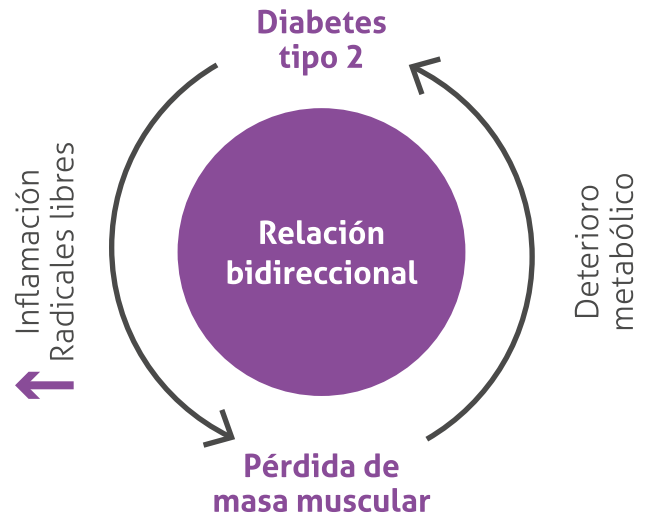 Diabetes
tipo 2
Inflamación
Radicales libres
Relación
bidireccional
Deterioro
metabólico
Pérdida de
masa muscular